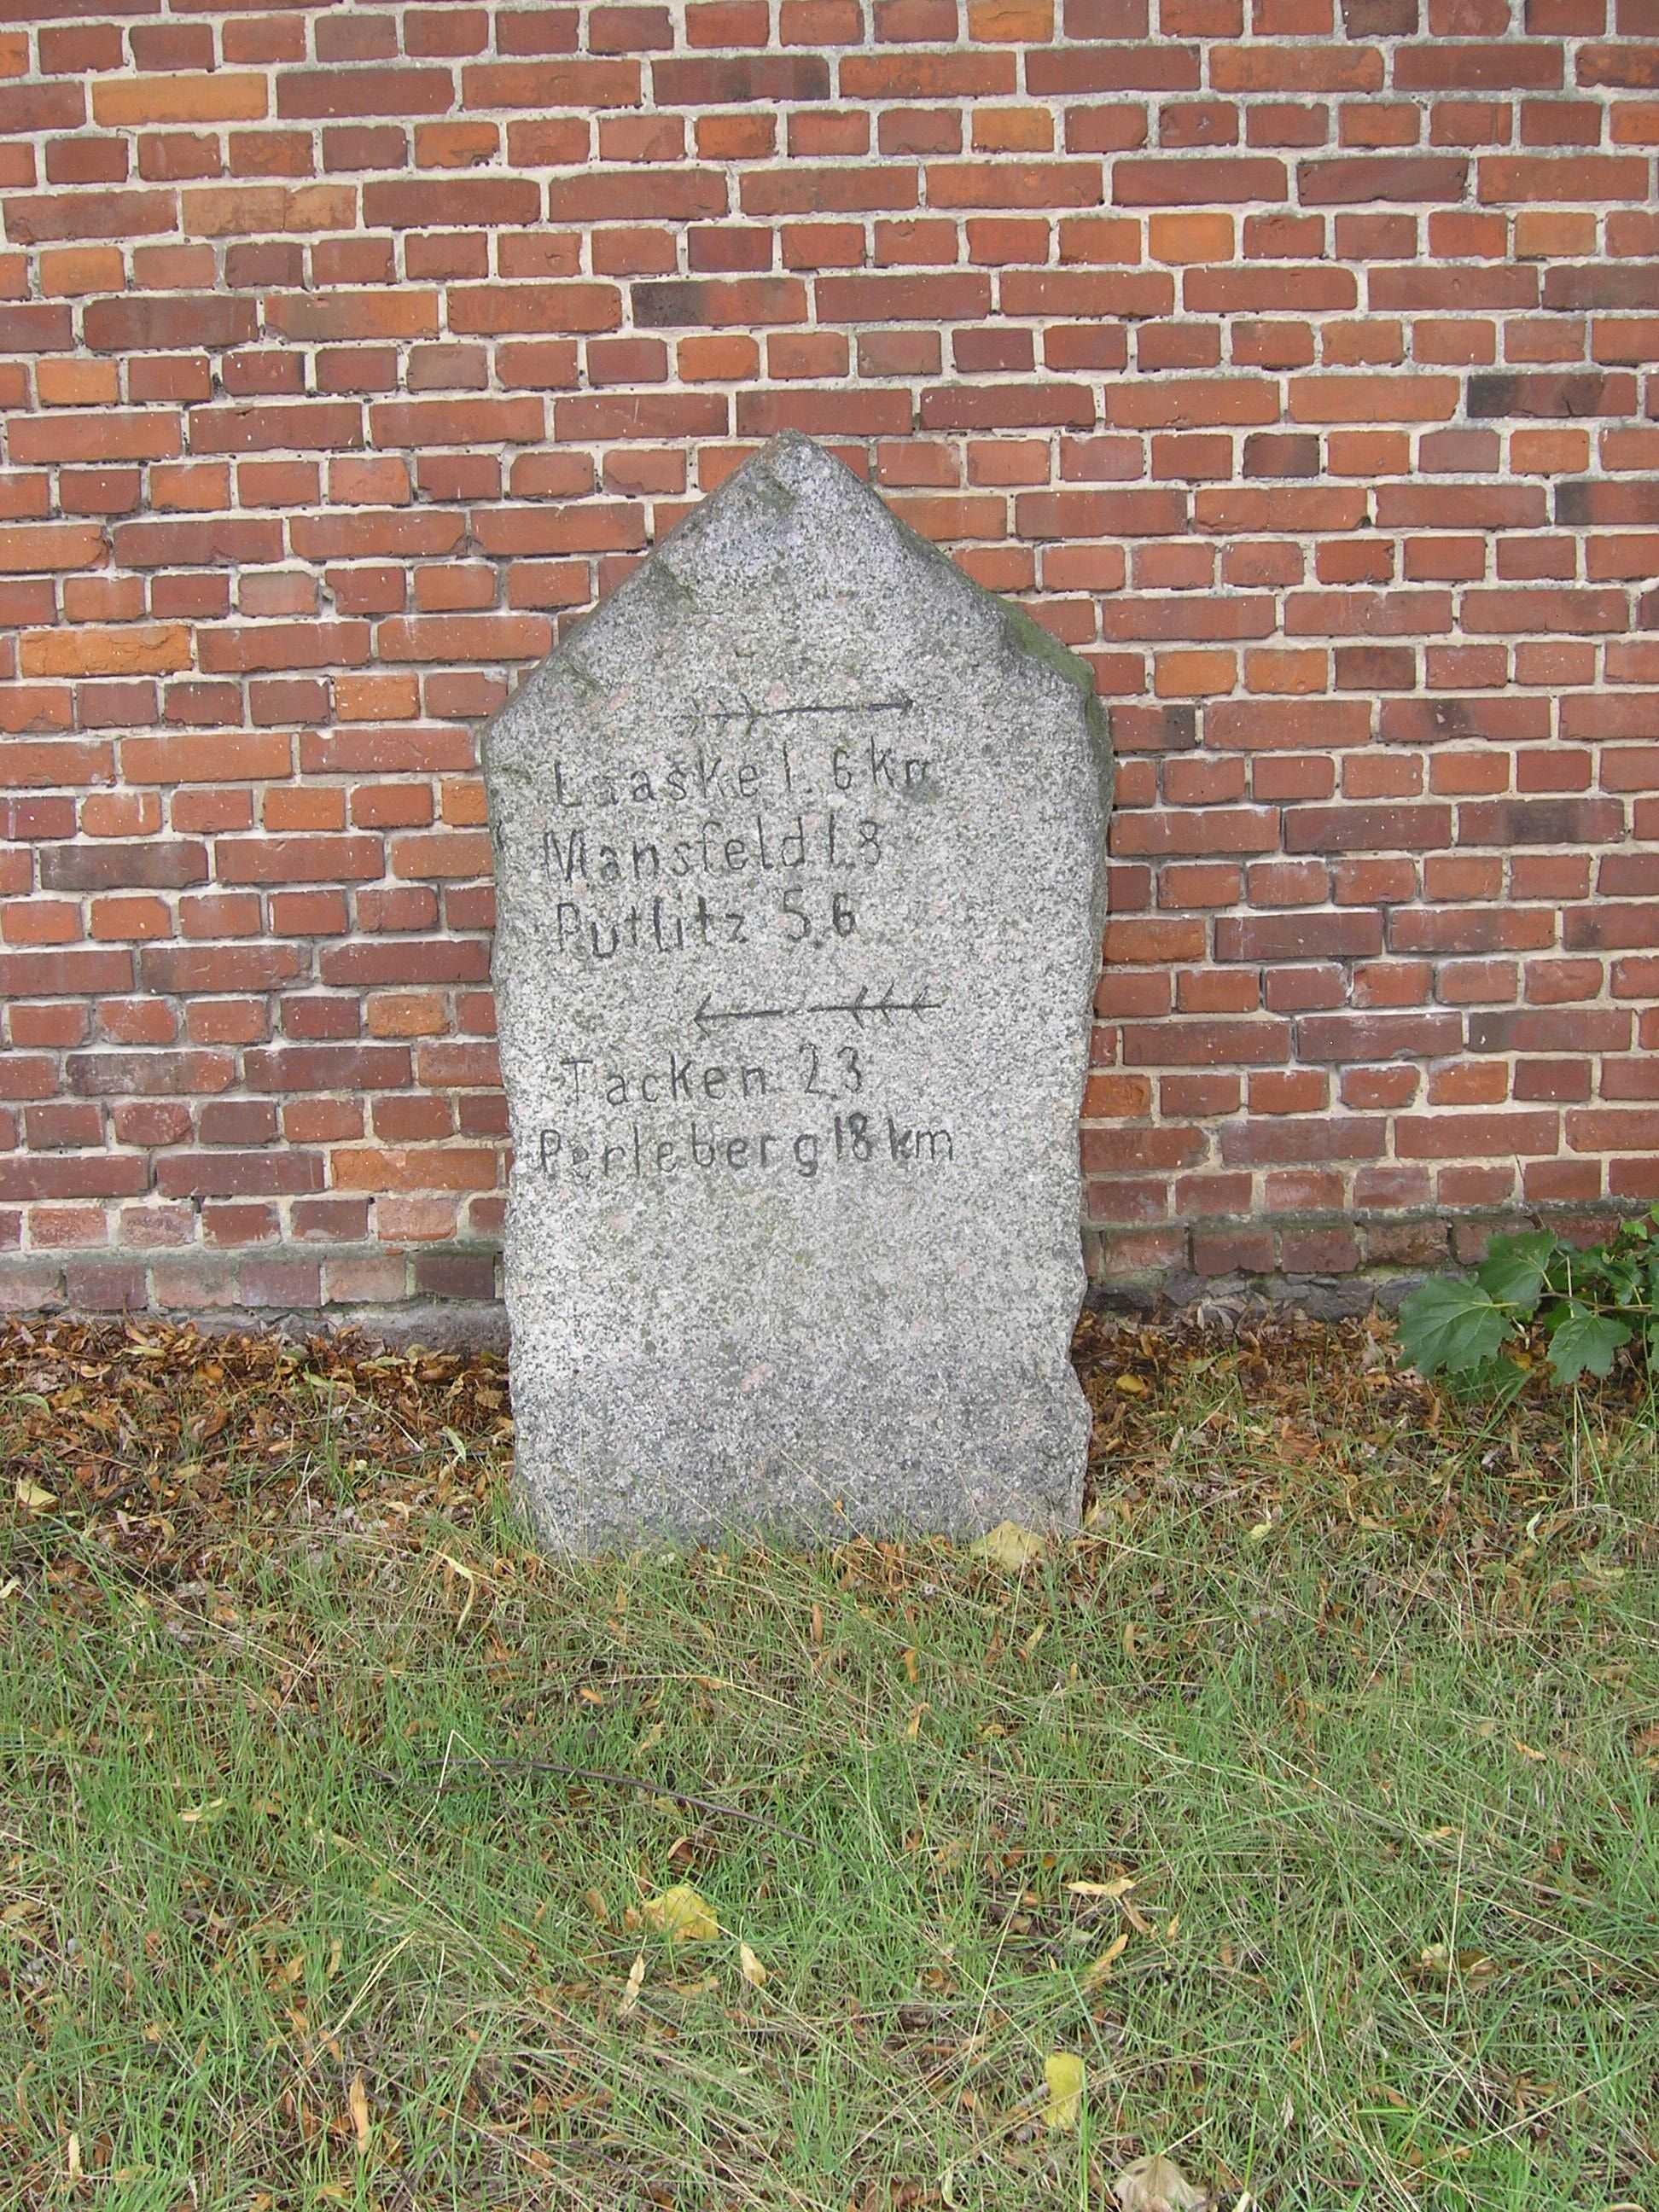 Laaske 1.6 Km
Mansfeld 1.8
Putlitz 5.6
Tacken 2.3
Perleberg 18 km